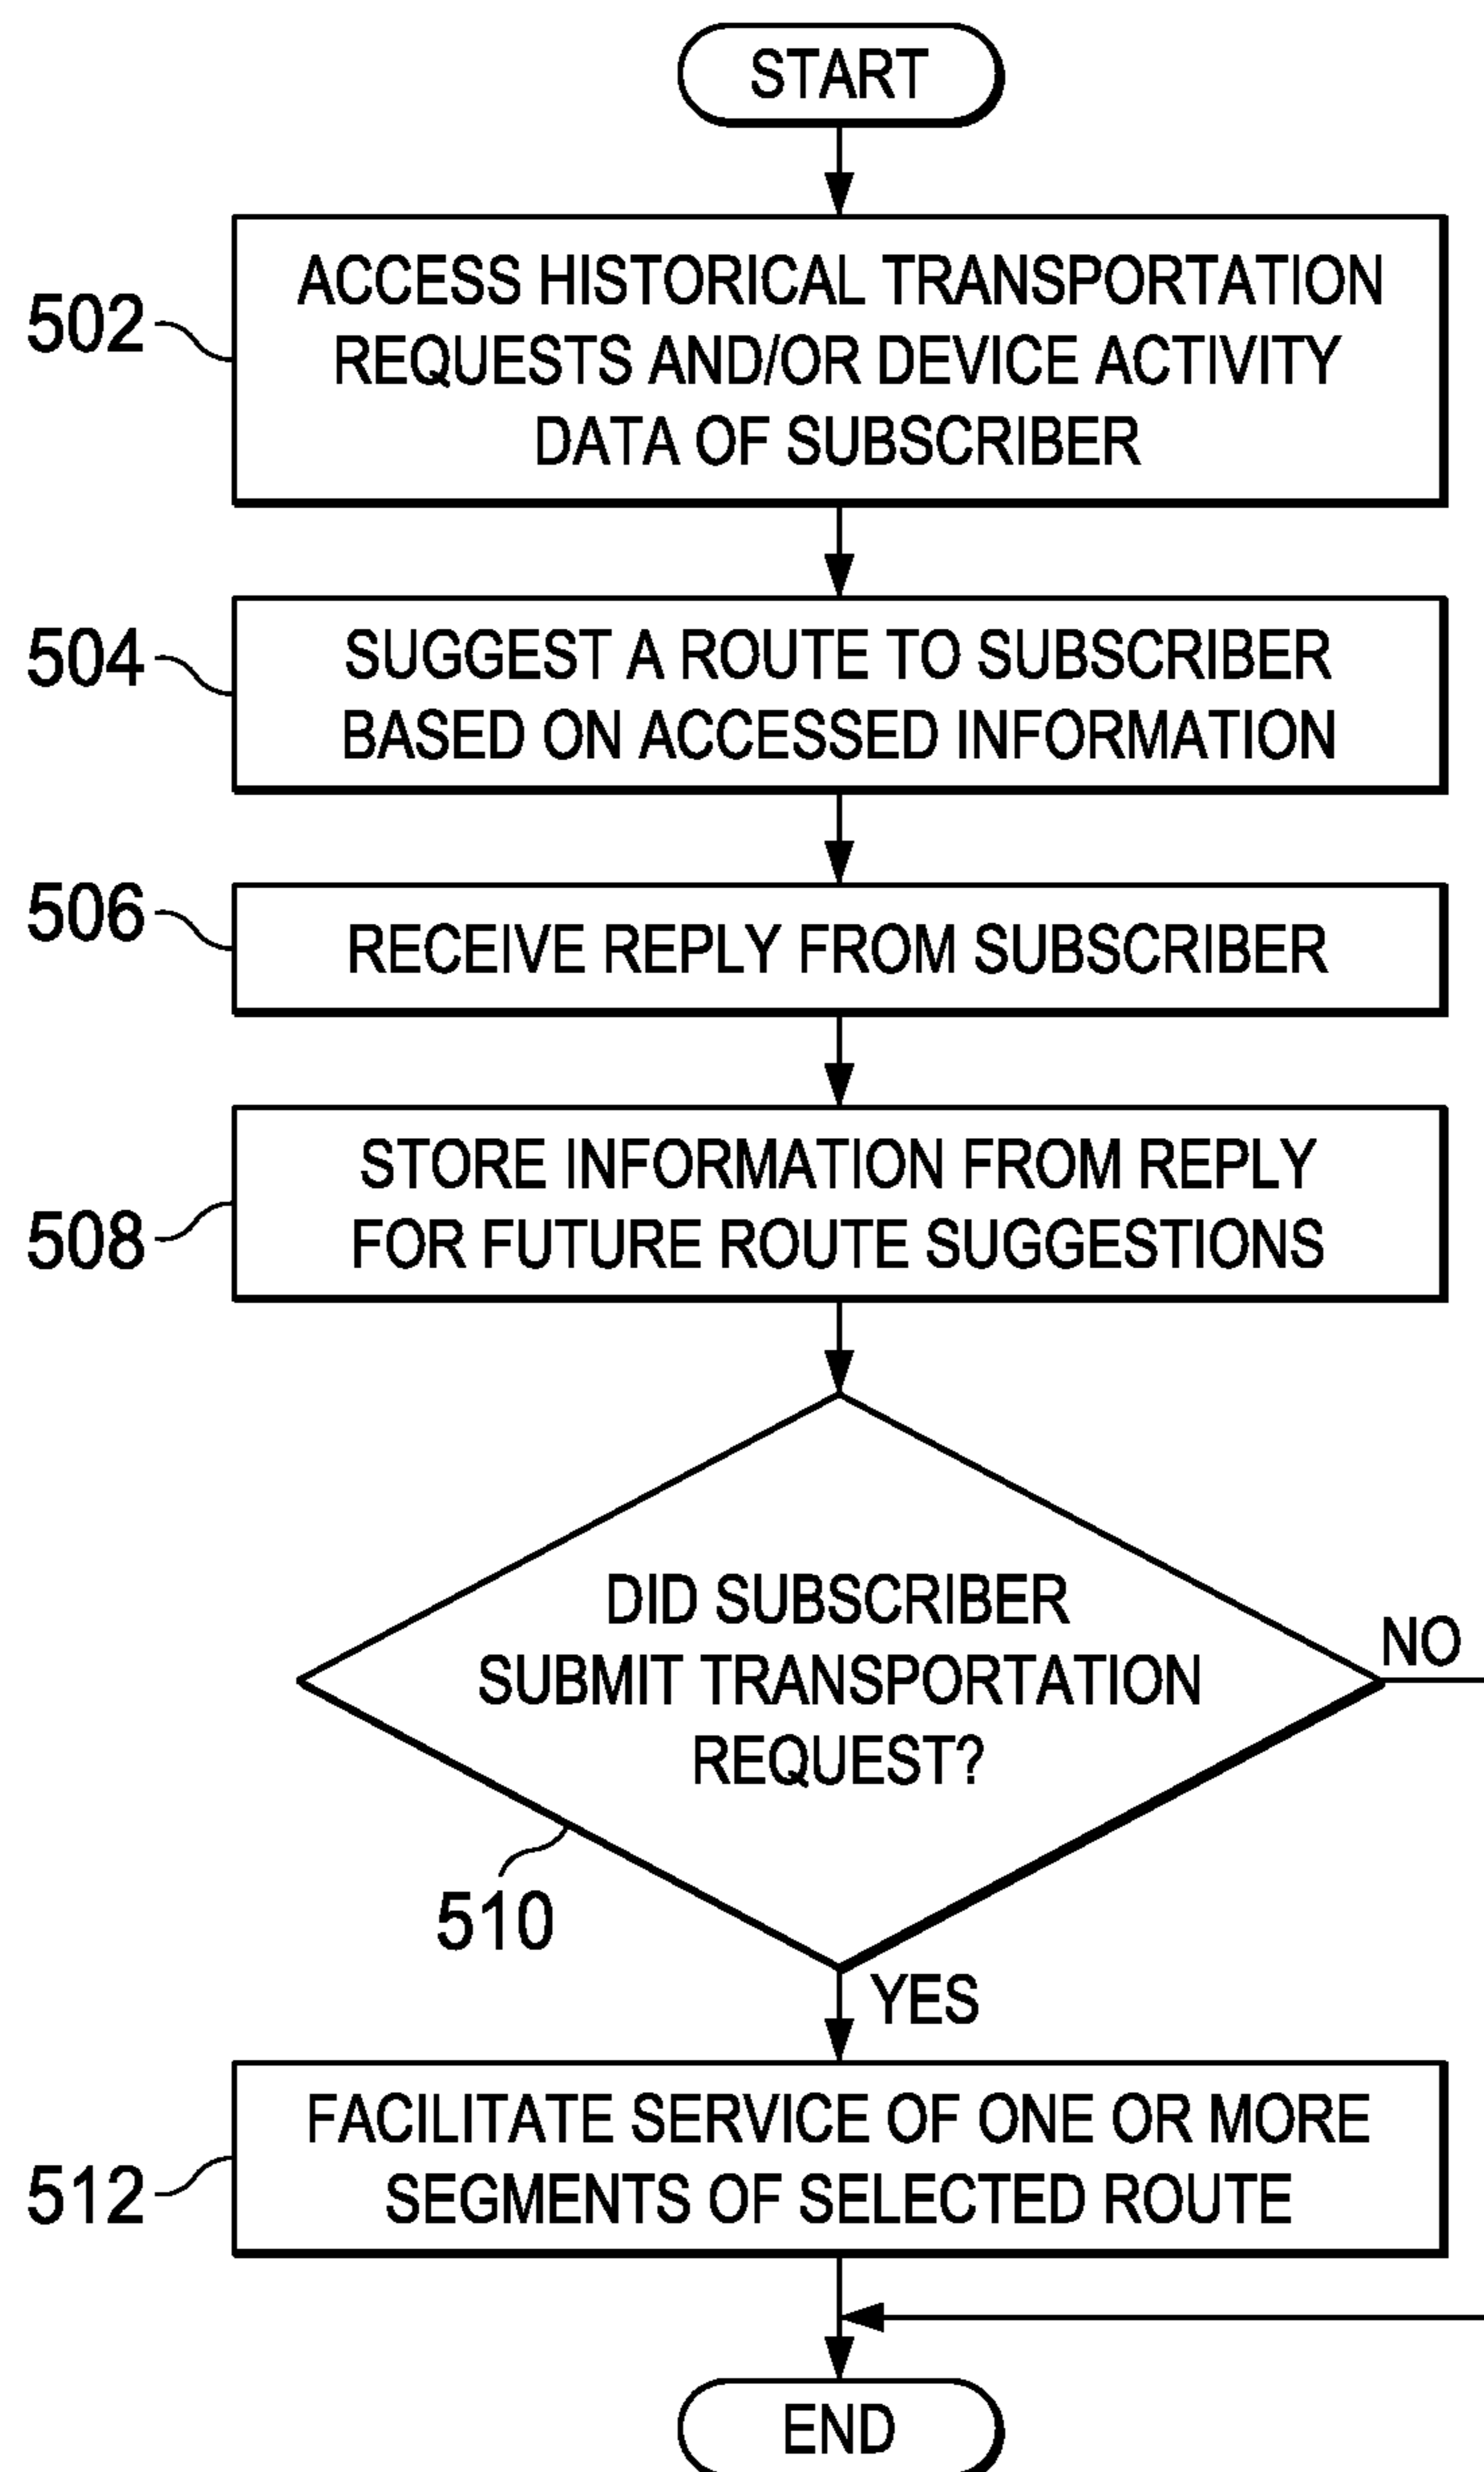 START
502
ACCESS HISTORICAL TRANSPORTATION
REQUESTS AND/OR DEVICE ACTIVITY
DATA OF SUBSCRIBER
504
SUGGEST A ROUTE TO SUBSCRIBER
BASED ON ACCESSED INFORMATION
506
RECEIVE REPLY FROM SUBSCRIBER
508
STORE INFORMATION FROM REPLY
FOR FUTURE ROUTE SUGGESTIONS
DID SUBSCRIBER
SUBMIT TRANSPORTATION
REQUEST?
NO
510
YES
512
FACILITATE SERVICE OF ONE OR MORE
SEGMENTS OF SELECTED ROUTE
END